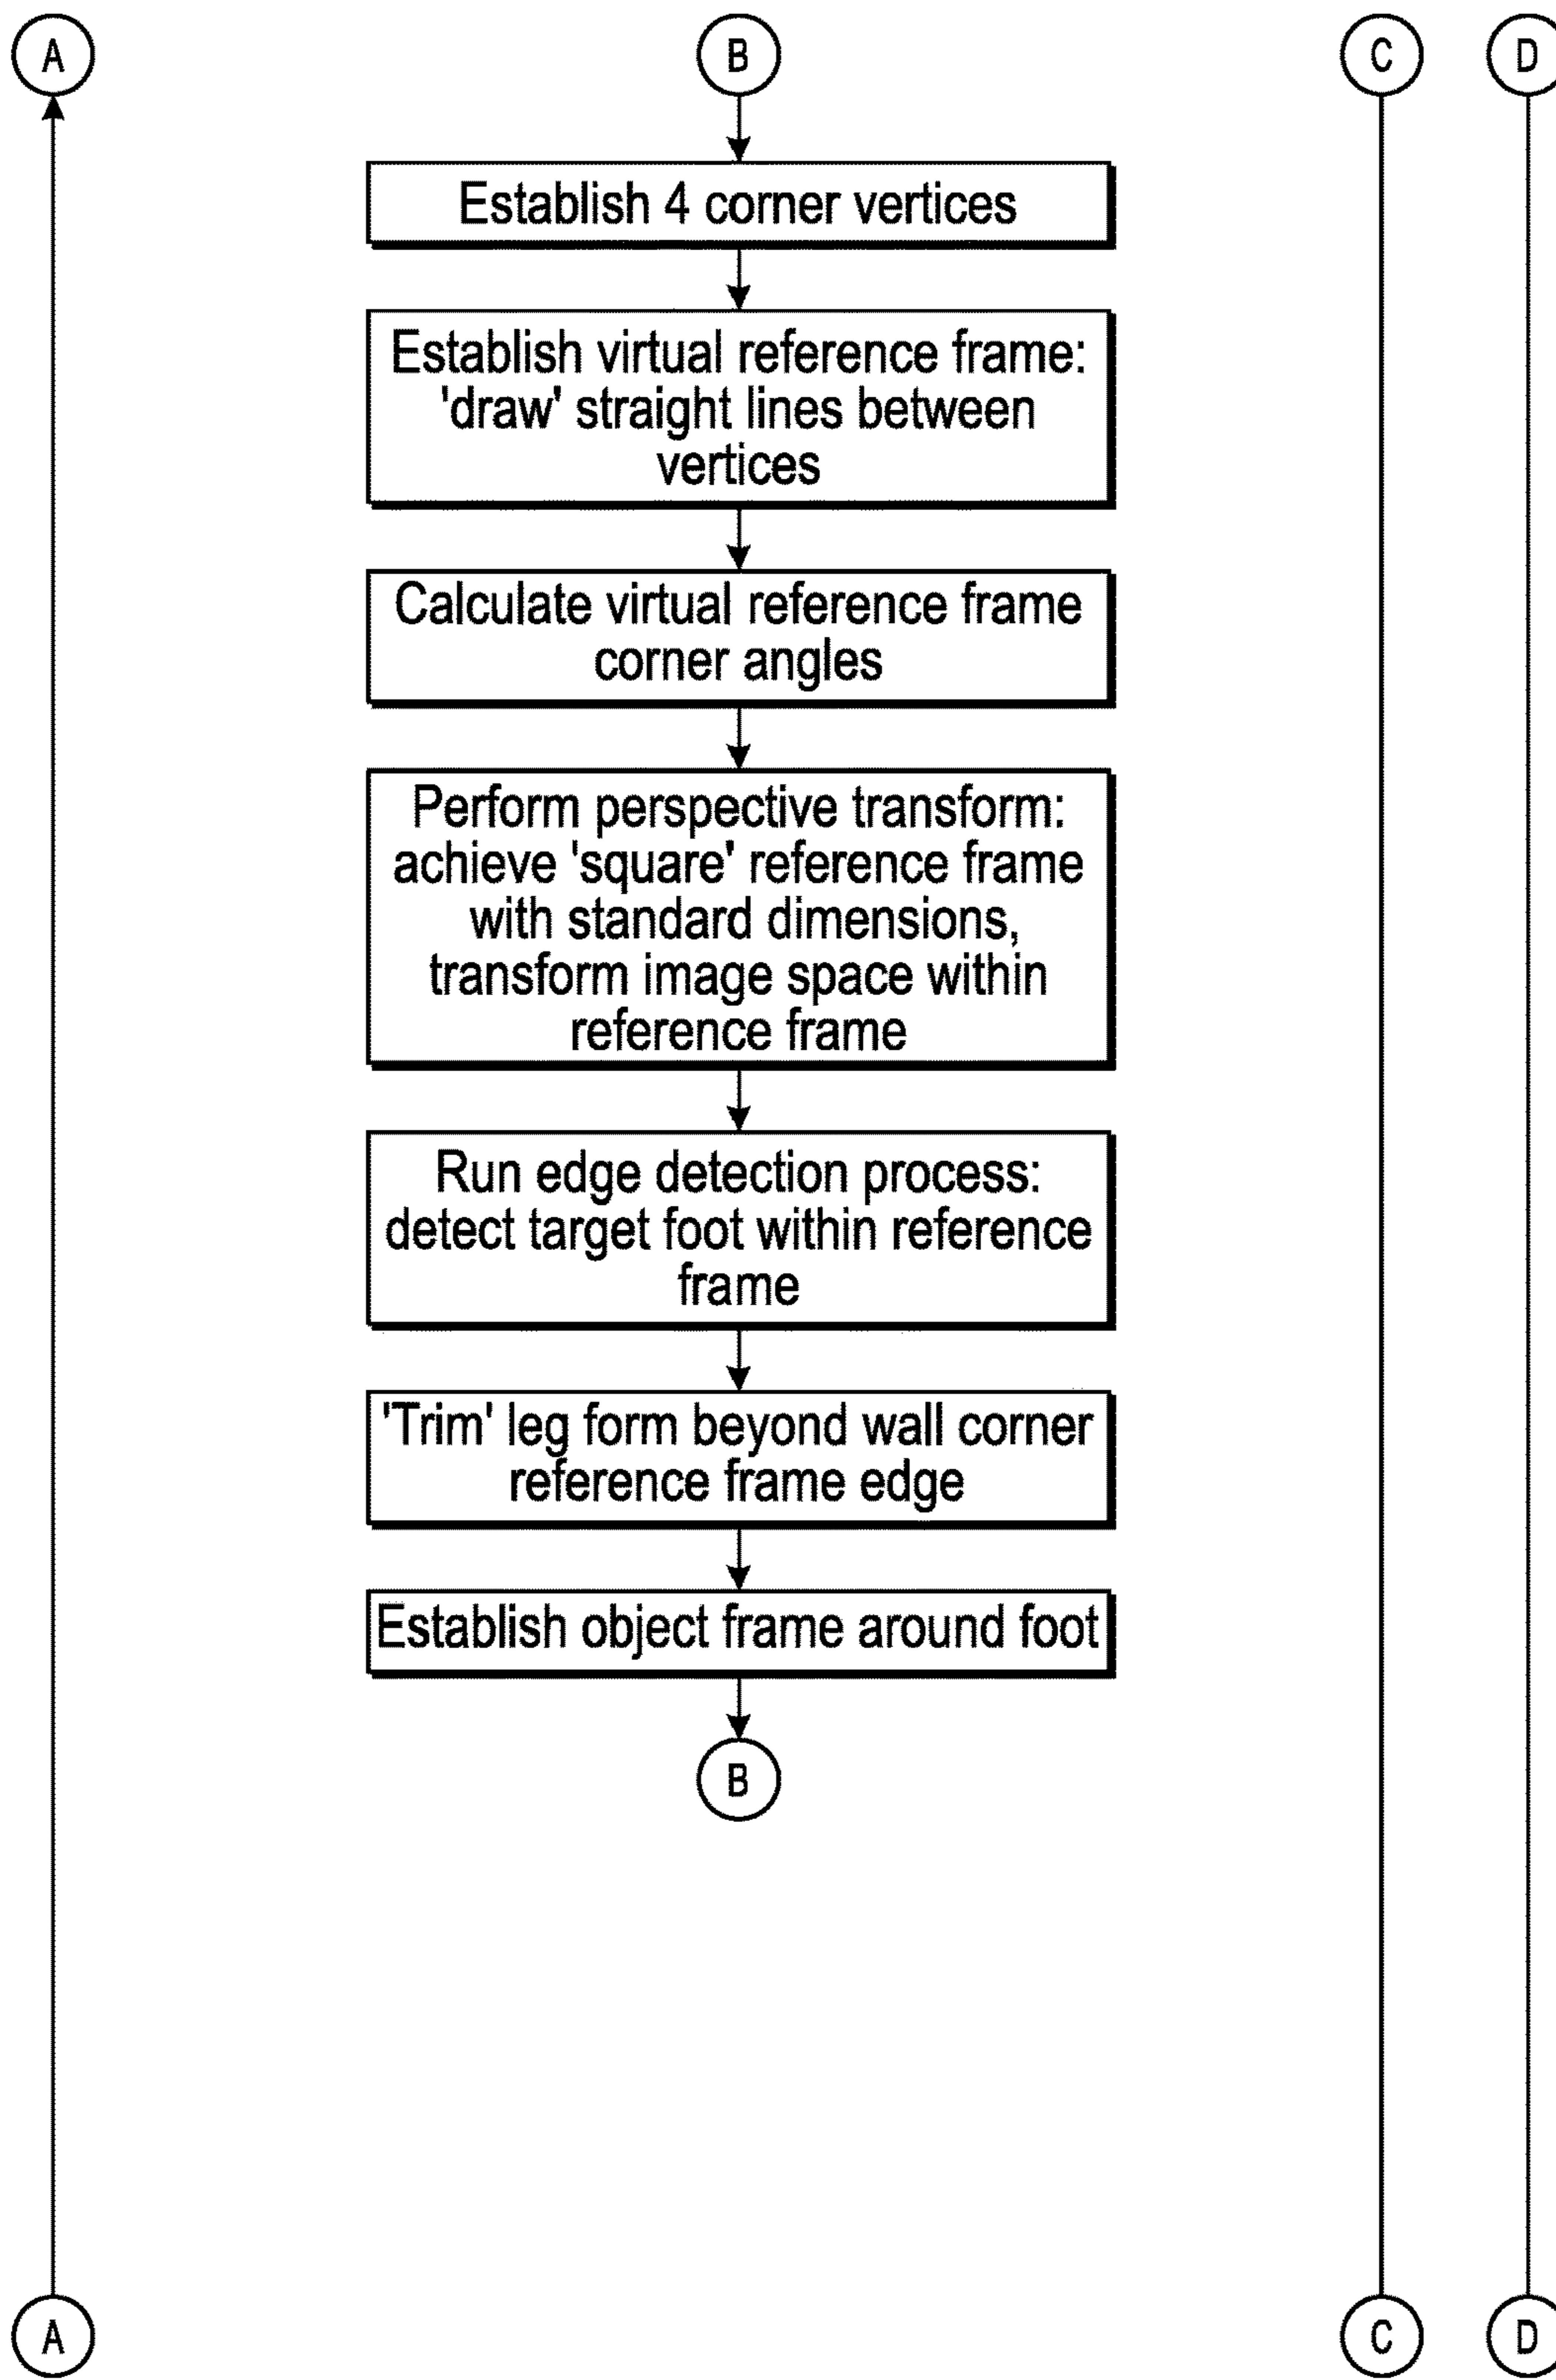 A
B
C
D
Establish 4 corner vertices
Establish virtual reference frame:
'draw' straight lines between
vertices
Calculate virtual reference frame
corner angles
Perform perspective transform:
achieve 'square' reference frame
with standard dimensions,
transform image space within
reference frame
Run edge detection process:
detect target foot within reference
frame
'Trim' leg form beyond wall corner
reference frame edge
Establish object frame around foot
B
A
C
D